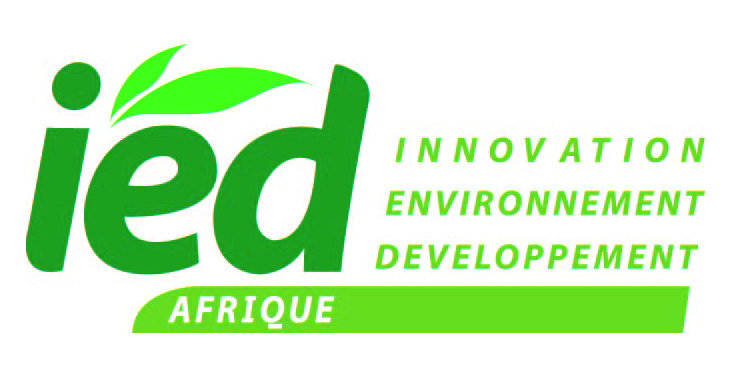 ied
INNOVATION
ENVIRONNEMENT
DEVELOPPEMENT
AFRIQUE